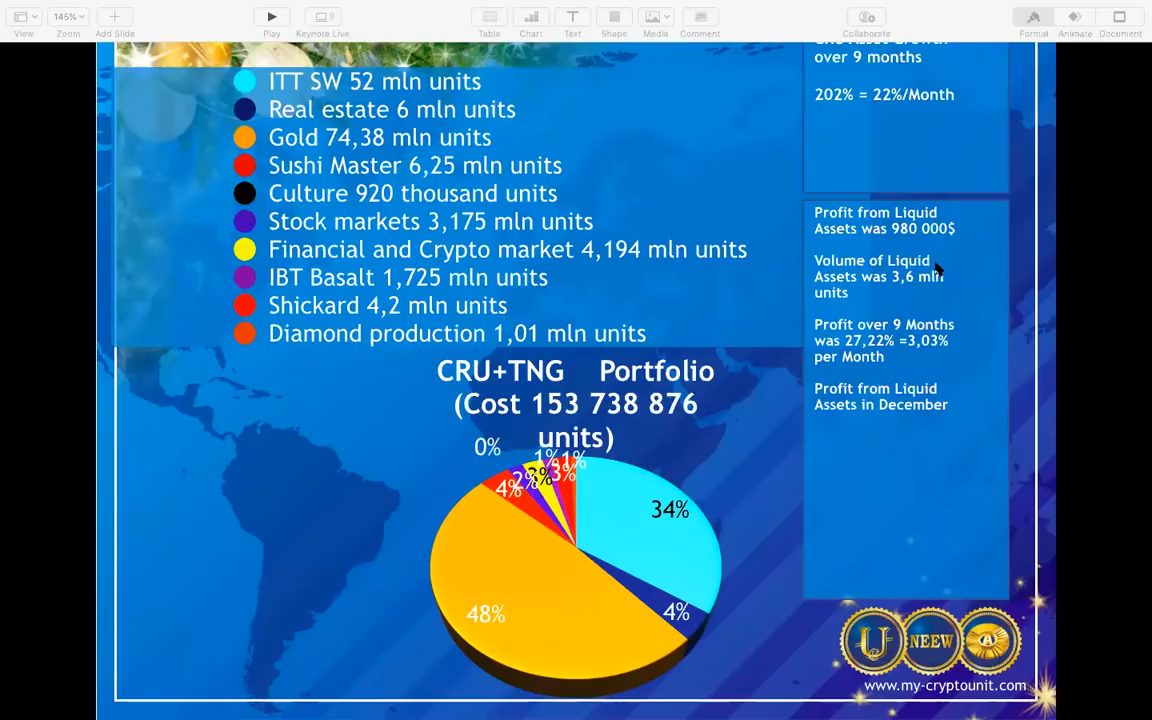 145%
View
Zoom
Add Slide
Play
Keynote Live
Table
Chart
Text
Shape
Media
Comment
Collaborate
Format
Animate
Document
ITT SW 52 mln units
Real estate 6 mln units
Gold 74,38 mln units
Sushi Master 6,25 mln units
Culture 920 thousand units
Stock markets 3,175 mln units
Financial and Crypto market 4,194 mln units
IBT Basalt 1,725 mln units
Shickard 4,2 mln units
Diamond production 1,01 mln units
over 9 months
202% = 22%/Month
Profit from Liquid
Assets was 980 000$
Volume of Liquid
Assets was 3,6 mln
units
Profit over 9 Months
was 27,22% =3,03%
per Month
Profit from Liquid
Assets in December
CRU+TNG Portfolio
(Cost 153 738 876
units)
0%
1%
1%
3%
2%
4%
34%
4%
48%
U
NEEW
A
www.my-cryptounit.com